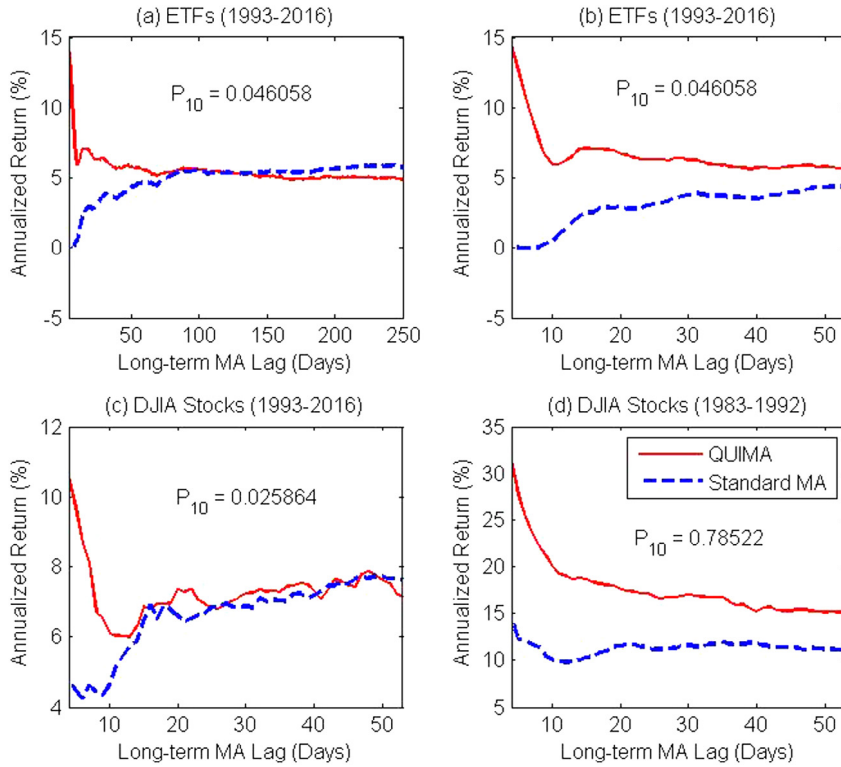 (a) ETFs (1993-2016)
Annualized Return (%)
15
10
5
0
-5
P10 = 0.046058
50 100 150 200 250
Long-term MA Lag (Days)
(b) ETFs (1993-2016)
Annualized Return (%)
15
10
5
0
-5
P10 = 0.046058
10 20 30 40 50
Long-term MA Lag (Days)
(c) DJIA Stocks (1993-2016)
Annualized Return (%)
12
10
8
6
4
P10 = 0.025864
10 20 30 40 50
Long-term MA Lag (Days)
(d) DJIA Stocks (1983-1992)
Annualized Return (%)
35
30
25
20
15
10
5
QUIMA
Standard MA
P10 = 0.78522
10 20 30 40 50
Long-term MA Lag (Days)